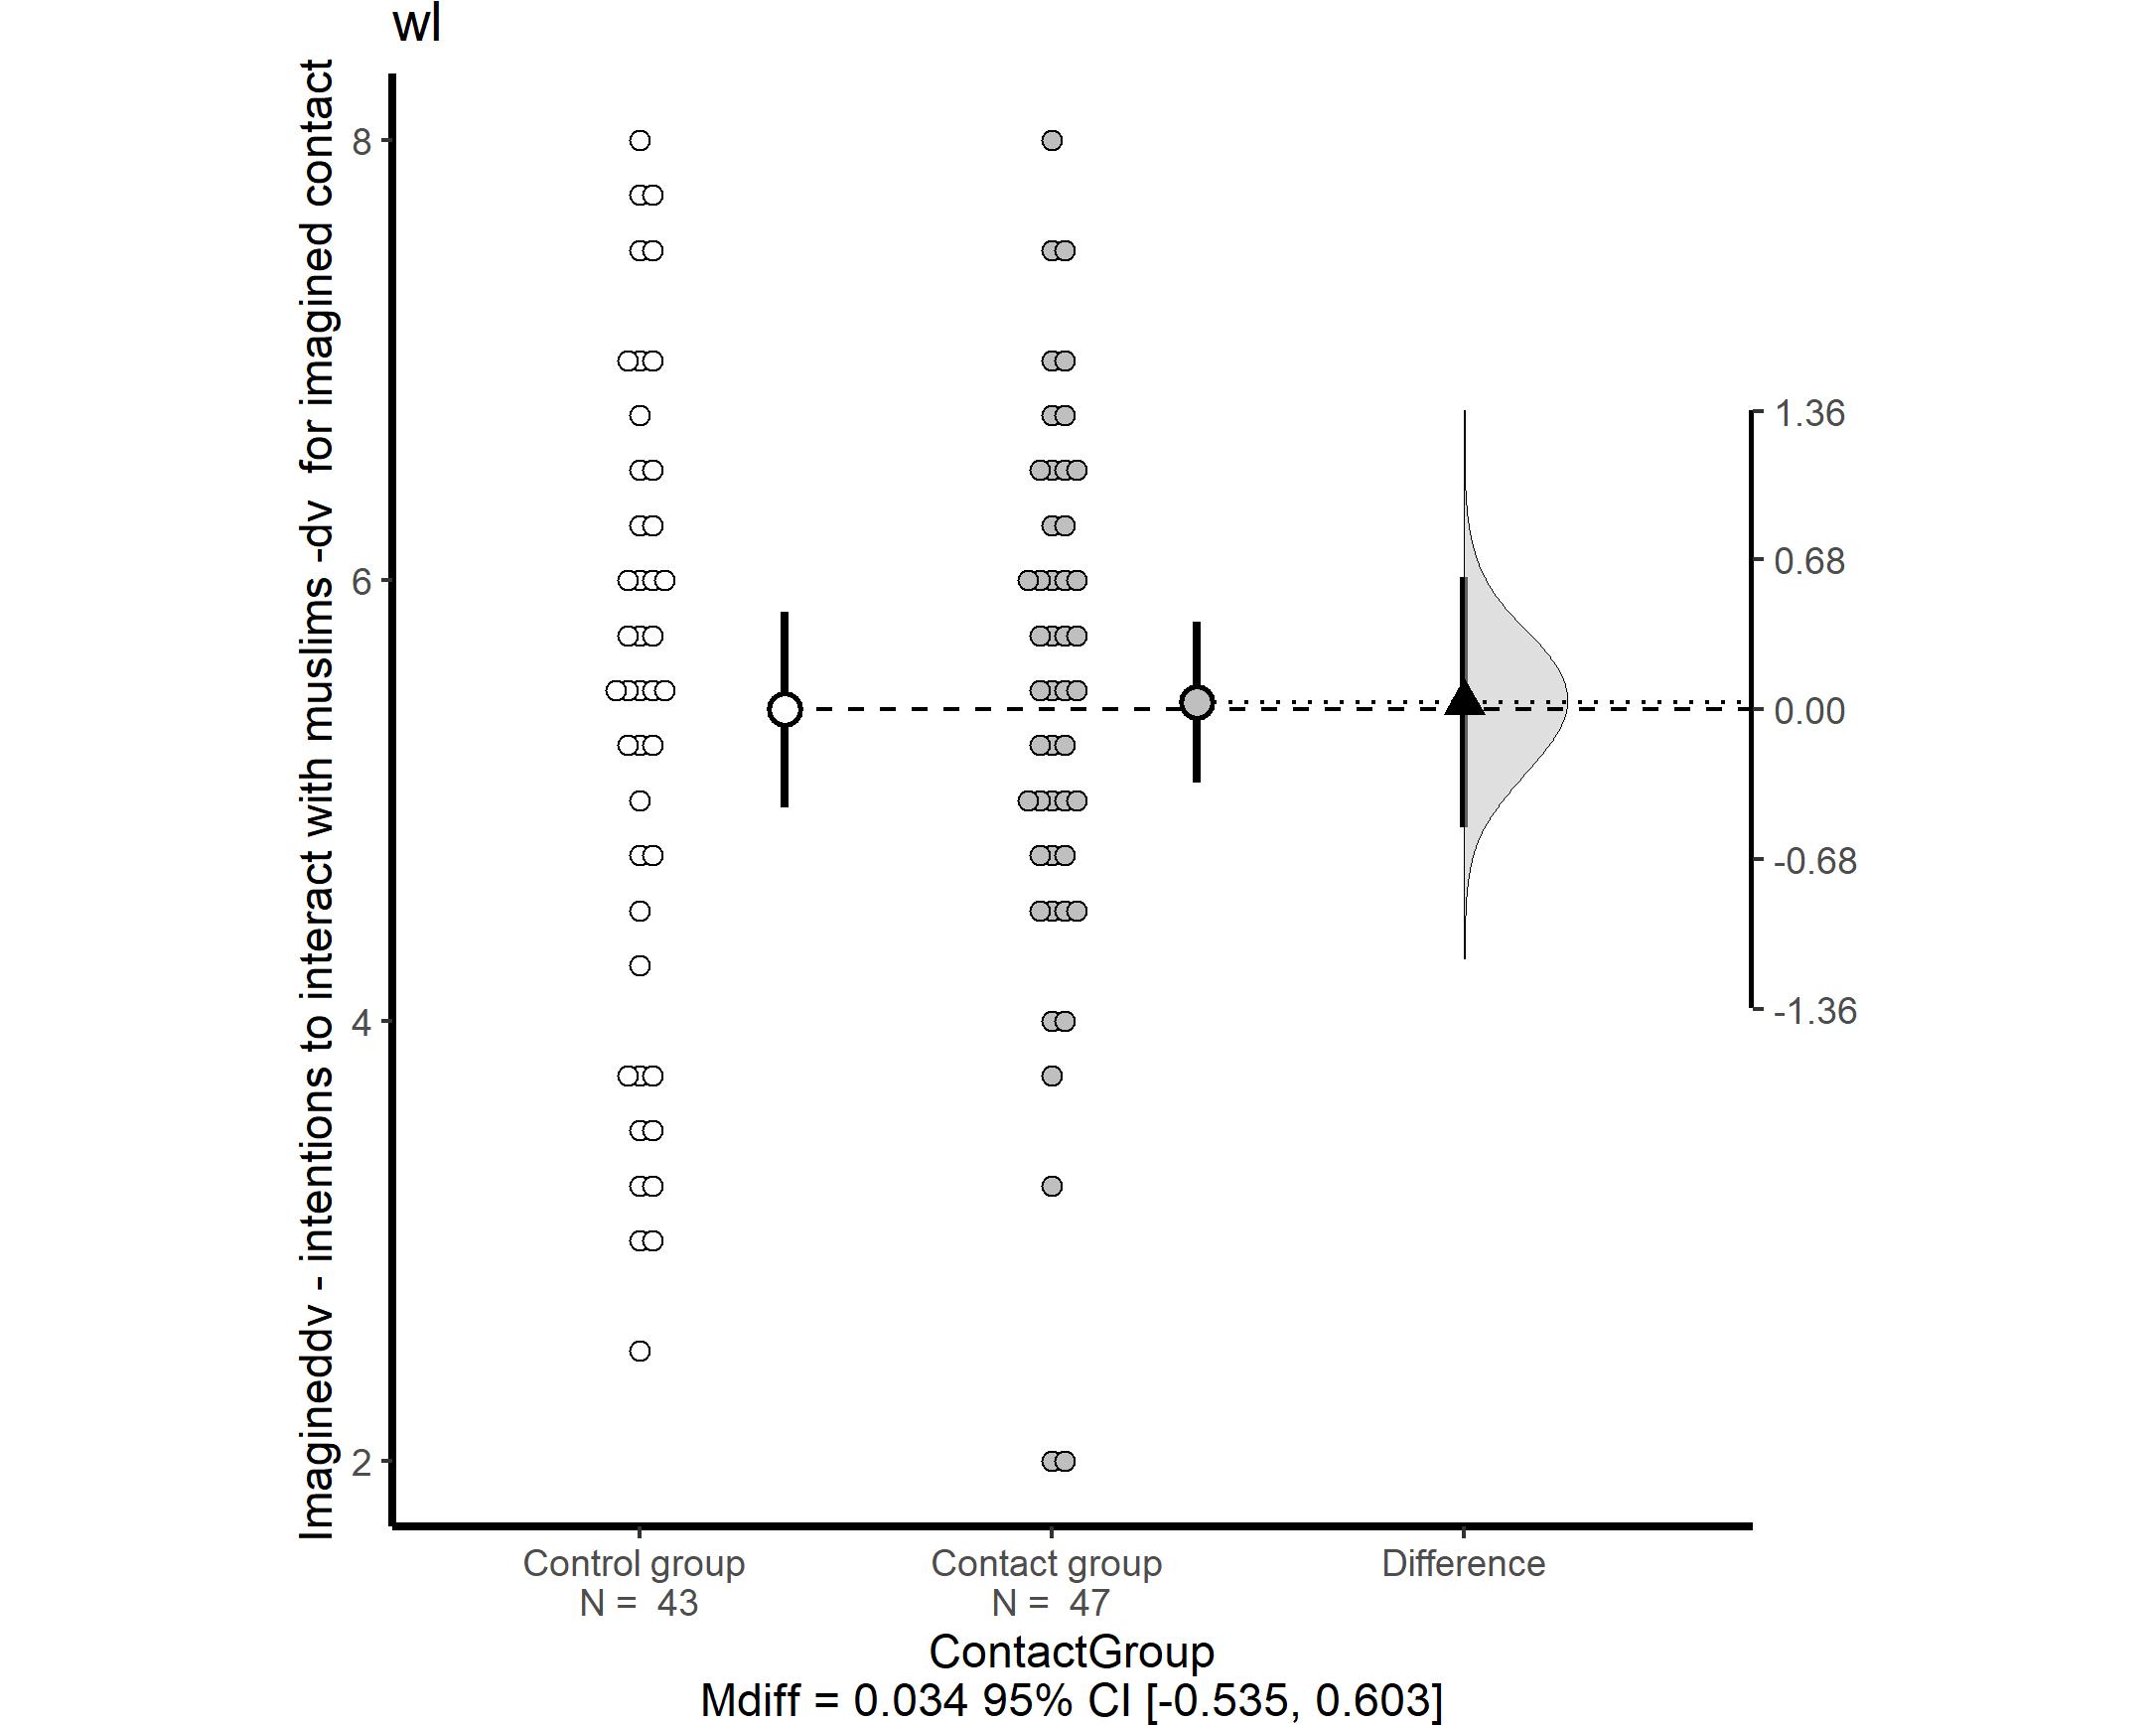 wl
Imagineddv - intentions to interact with muslims -dv  for imagined contact
8
6
4
2
1.36
0.68
0.00
-0.68
-1.36
Control group
N =  43
Contact group
N =  47
Difference
ContactGroup
Mdiff = 0.034 95% CI [-0.535, 0.603]